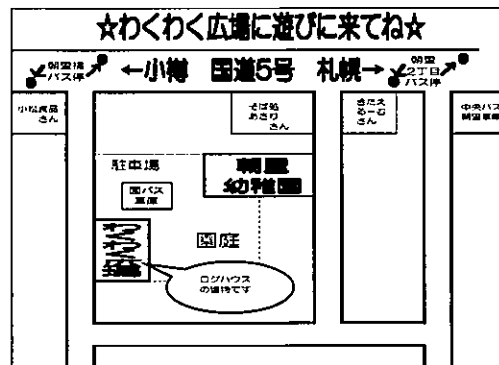 ☆わくわく広場に遊びに来てね☆
朝里橋
バス停
←小樽 国道5号 札幌→
朝里
2丁目
バス停
小松食品
さん
そば処
あさり
さん
きたえ
るーむ
さん
中央バス
朝里車庫
駐車場
朝里
幼稚園
園バス
車庫
園庭
わくわく
広場
ログハウス
の建物です